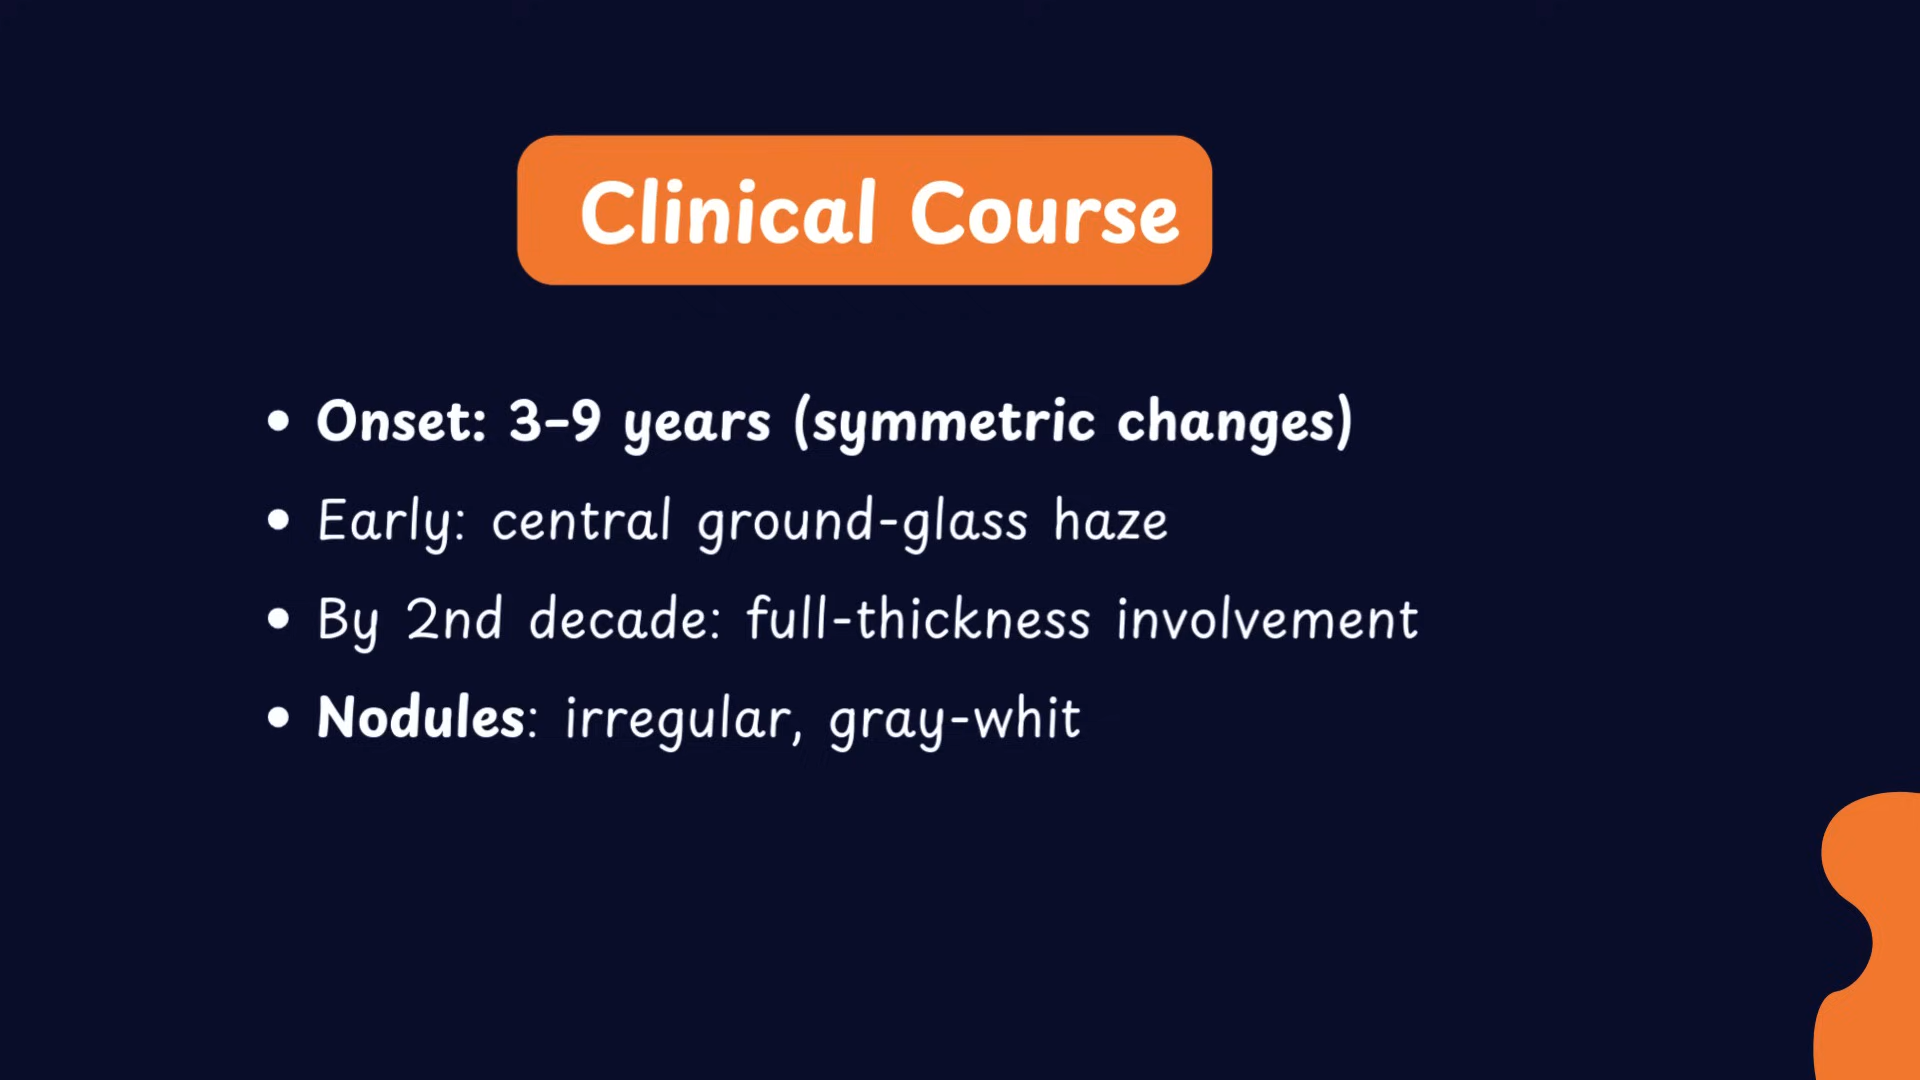 Clinical Course
• Onset: 3–9 years (symmetric changes)
• Early: central ground-glass haze
• By 2nd decade: full-thickness involvement
• Nodules: irregular, gray-whit